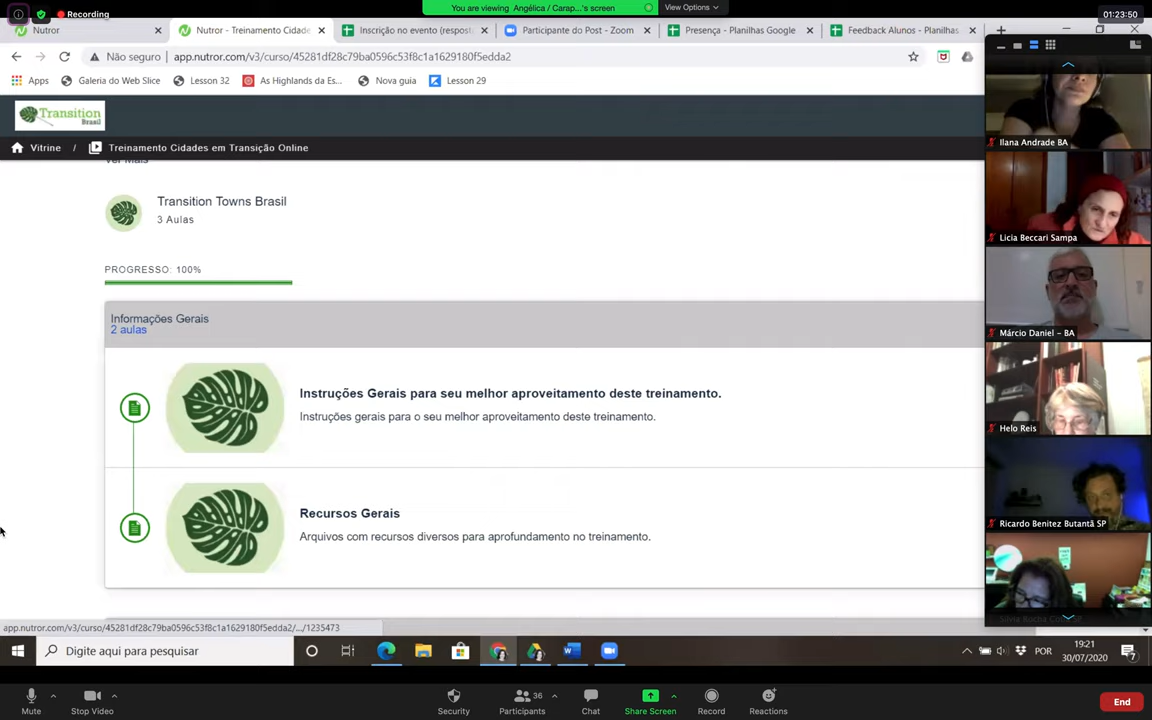 Recording
You are viewing Angélica / Carap...'s screen
View Options
01:23:50
Nutror
Nutror - Treinamento Cidade
Inscrição no evento (respost
Participante do Post - Zoom
Presença - Planilhas Google
Feedback Alunos - Planilhas
Não seguro
app.nutror.com/v3/curso/45281df28c79ba0596c53f8c1a1629180f5edda2
Apps
Galeria do Web Slice
Lesson 32
As Highlands da Es...
Nova guia
Lesson 29
Transition
Brasil
Vitrine / Treinamento Cidades em Transição Online
Ver Mais
Transition Towns Brasil
3 Aulas
PROGRESSO: 100%
Informações Gerais
2 aulas
Instruções Gerais para seu melhor aproveitamento deste treinamento.
Instruções gerais para o seu melhor aproveitamento deste treinamento.
Recursos Gerais
Arquivos com recursos diversos para aprofundamento no treinamento.
Ilana Andrade BA
Licia Beccari Sampa
Márcio Daniel - BA
Helo Reis
Ricardo Benitez Butantã SP
app.nutror.com/v3/curso/45281df28c79ba0596c53f8c1a1629180f5edda2/.../1235473
Digite aqui para pesquisar
POR
19:21
30/07/2020
7
Mute
Stop Video
Security
Participants
36
Chat
Share Screen
Record
Reactions
End